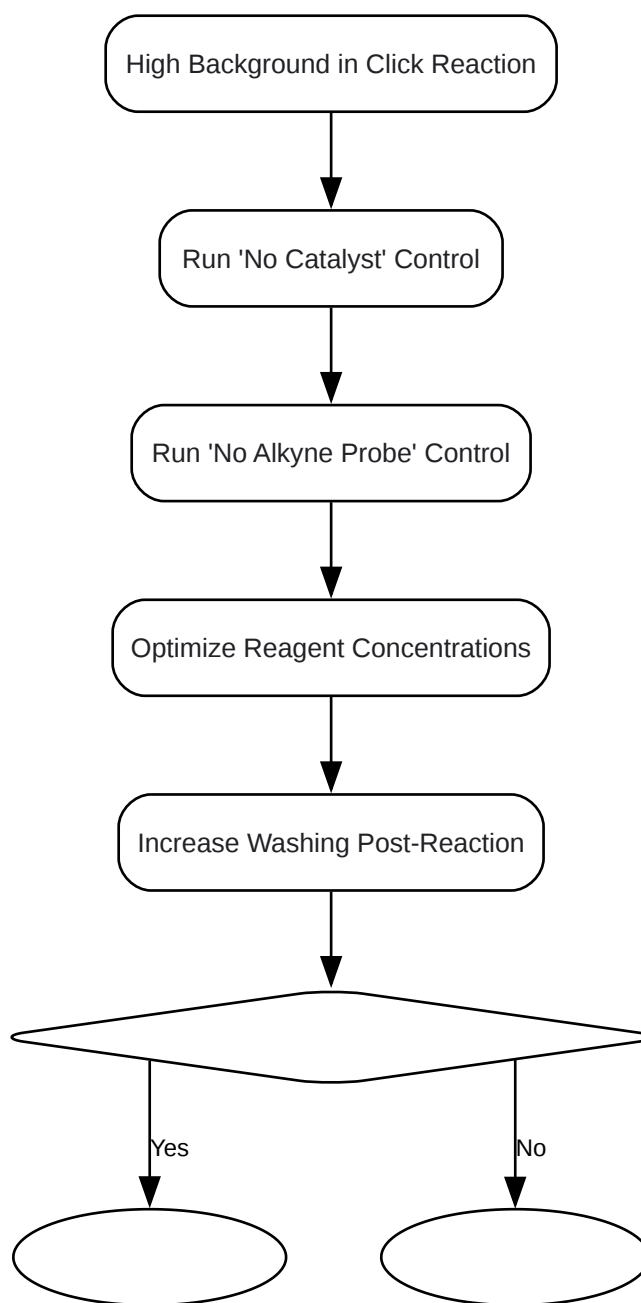 High Background in Click Reaction
Run 'No Catalyst' Control
Run 'No Alkyne Probe' Control
Optimize Reagent Concentrations
Increase Washing Post-Reaction
Yes
No